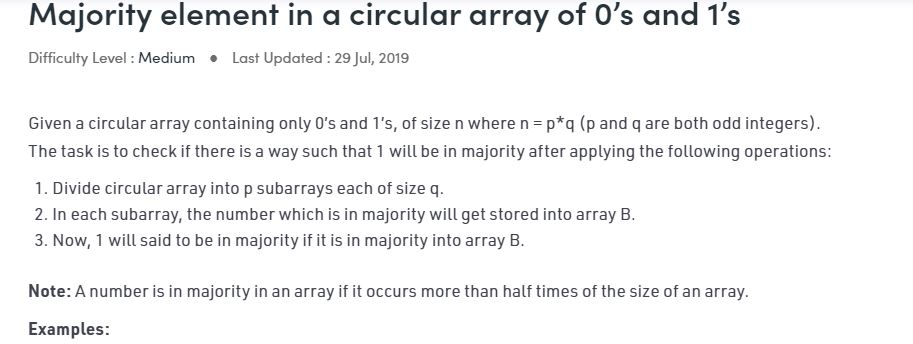 Majority element in a circular array of 0’s and 1’s
Difficulty Level : Medium ● Last Updated : 29 Jul, 2019
Given a circular array containing only 0’s and 1’s, of size n where n = p*q (p and q are both odd integers).
The task is to check if there is a way such that 1 will be in majority after applying the following operations:
1. Divide circular array into p subarrays each of size q.
2. In each subarray, the number which is in majority will get stored into array B.
3. Now, 1 will said to be in majority if it is in majority into array B.
Note: A number is in majority in an array if it occurs more than half times of the size of an array.
Examples: